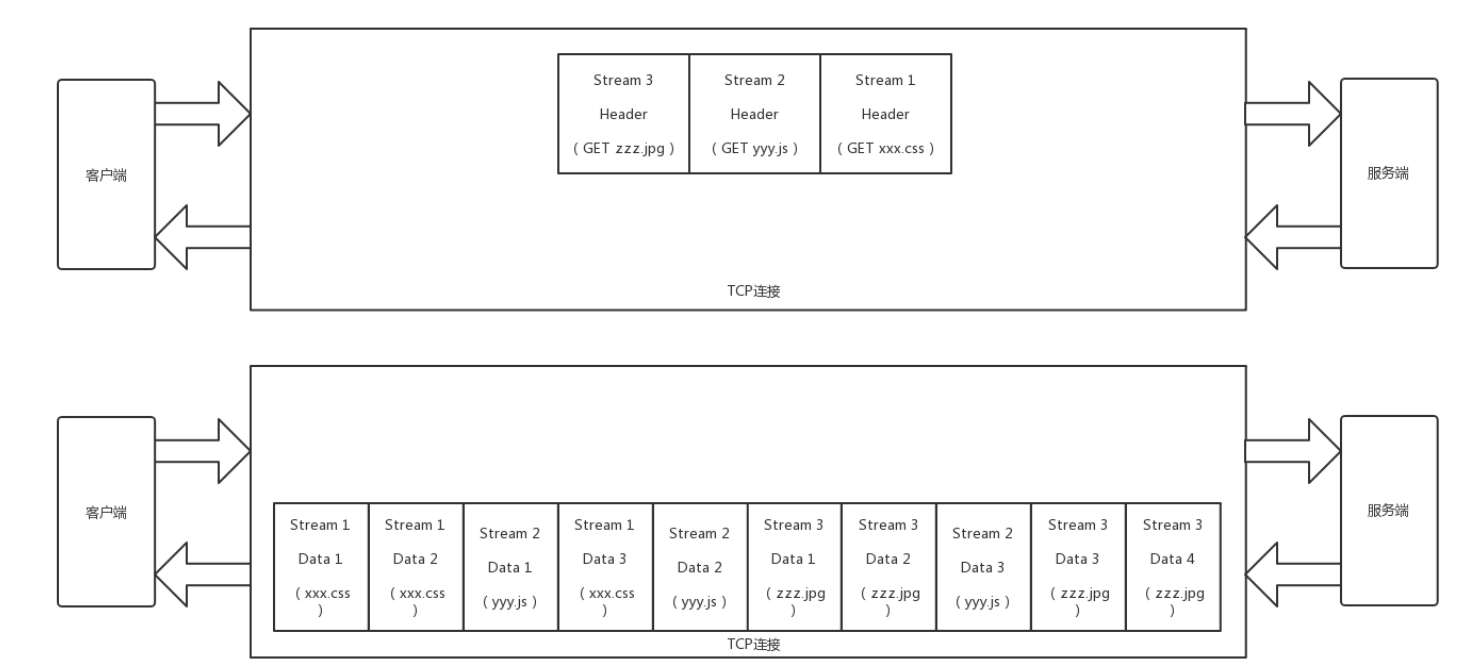 客户端
Stream 3
Header
( GET zzz.jpg )
Stream 2
Header
( GET yyy.js )
Stream 1
Header
( GET xxx.css )
TCP连接
服务端
客户端
Stream 1
Data 1
( xxx.css
)
Stream 1
Data 2
( xxx.css
)
Stream 2
Data 1
( yyy.js )
Stream 1
Data 3
( xxx.css
)
Stream 2
Data 2
( yyy.js )
Stream 3
Data 1
( zzz.jpg
)
Stream 3
Data 2
( zzz.jpg
)
Stream 2
Data 3
( yyy.js )
Stream 3
Data 3
( zzz.jpg
)
Stream 3
Data 4
( zzz.jpg
)
TCP连接
服务端